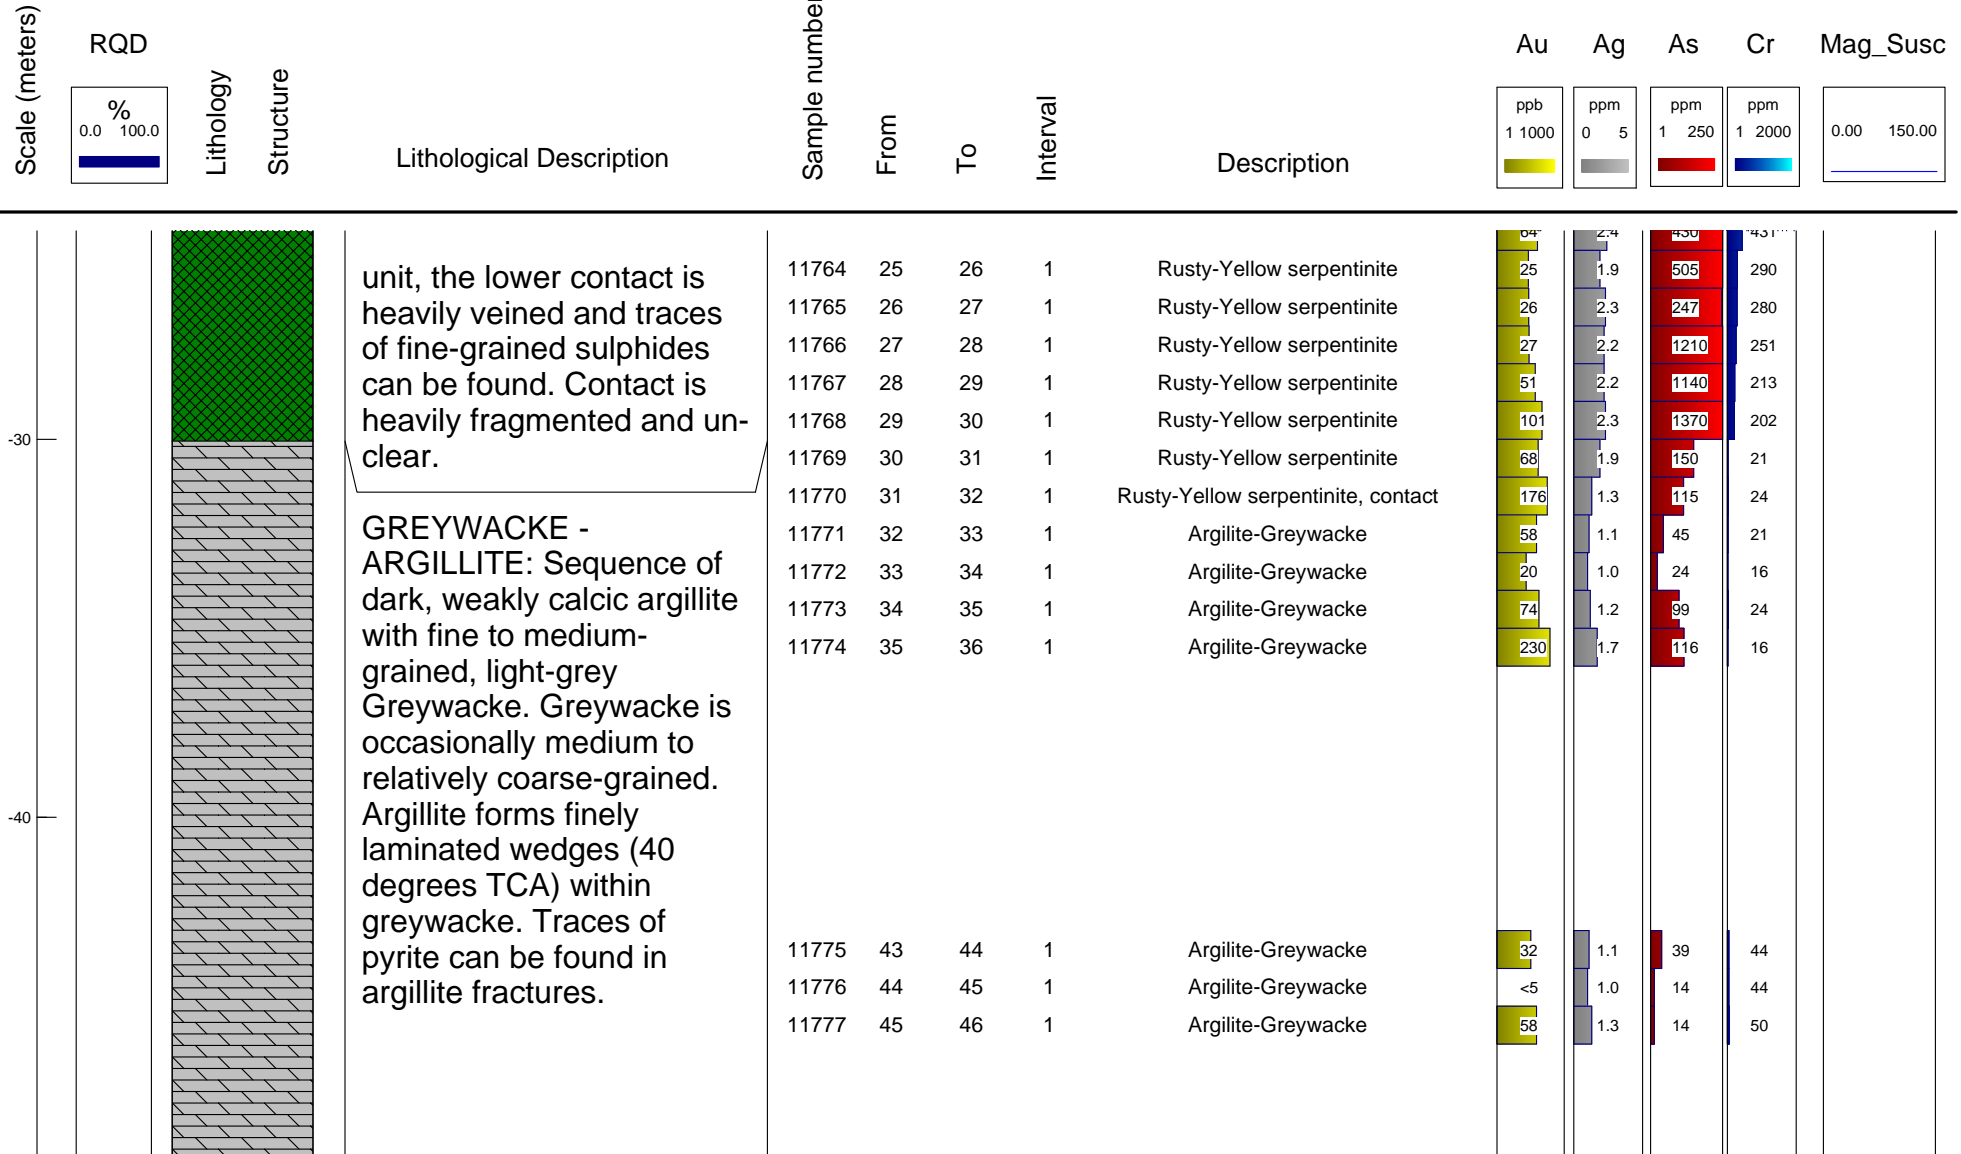 Scale (meters)
RQD
%
0.0 100.0
Lithology
Structure
Lithological Description
Sample number
From
To
Interval
Description
Au
ppb
1 1000
Ag
ppm
0 5
As
ppm
1 250
Cr
ppm
1 2000
Mag_Susc
0.00 150.00
64 2.4 430 431
unit, the lower contact is
heavily veined and traces
of fine-grained sulphides
can be found. Contact is
heavily fragmented and un-
clear.
GREYWACKE -
ARGILLITE: Sequence of
dark, weakly calcic argillite
with fine to medium-
grained, light-grey
Greywacke. Greywacke is
occasionally medium to
relatively coarse-grained.
Argillite forms finely
laminated wedges (40
degrees TCA) within
greywacke. Traces of
pyrite can be found in
argillite fractures.
11764 25 26 1 Rusty-Yellow serpentinite 25 1.9 505 290
11765 26 27 1 Rusty-Yellow serpentinite 26 2.3 247 280
11766 27 28 1 Rusty-Yellow serpentinite 27 2.2 1210 251
11767 28 29 1 Rusty-Yellow serpentinite 51 2.2 1140 213
11768 29 30 1 Rusty-Yellow serpentinite 101 2.3 1370 202
11769 30 31 1 Rusty-Yellow serpentinite 68 1.9 150 21
11770 31 32 1 Rusty-Yellow serpentinite, contact 176 1.3 115 24
11771 32 33 1 Argilite-Greywacke 58 1.1 45 21
11772 33 34 1 Argilite-Greywacke 20 1.0 24 16
11773 34 35 1 Argilite-Greywacke 74 1.2 99 24
11774 35 36 1 Argilite-Greywacke 230 1.7 116 16
11775 43 44 1 Argilite-Greywacke 32 1.1 39 44
11776 44 45 1 Argilite-Greywacke <5 1.0 14 44
11777 45 46 1 Argilite-Greywacke 58 1.3 14 50
-30
-40